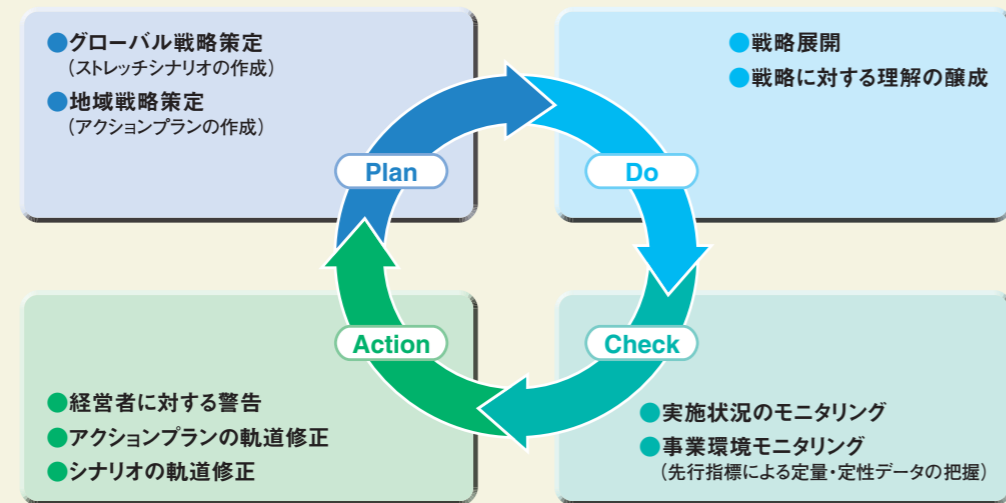 ●グローバル戦略策定
(ストレッチシナリオの作成)
●地域戦略策定
(アクションプランの作成)
Plan
●戦略展開
●戦略に対する理解の醸成
Do
Action
●経営者に対する警告
●アクションプランの軌道修正
●シナリオの軌道修正
Check
●実施状況のモニタリング
●事業環境モニタリング
(先行指標による定量・定性データの把握)